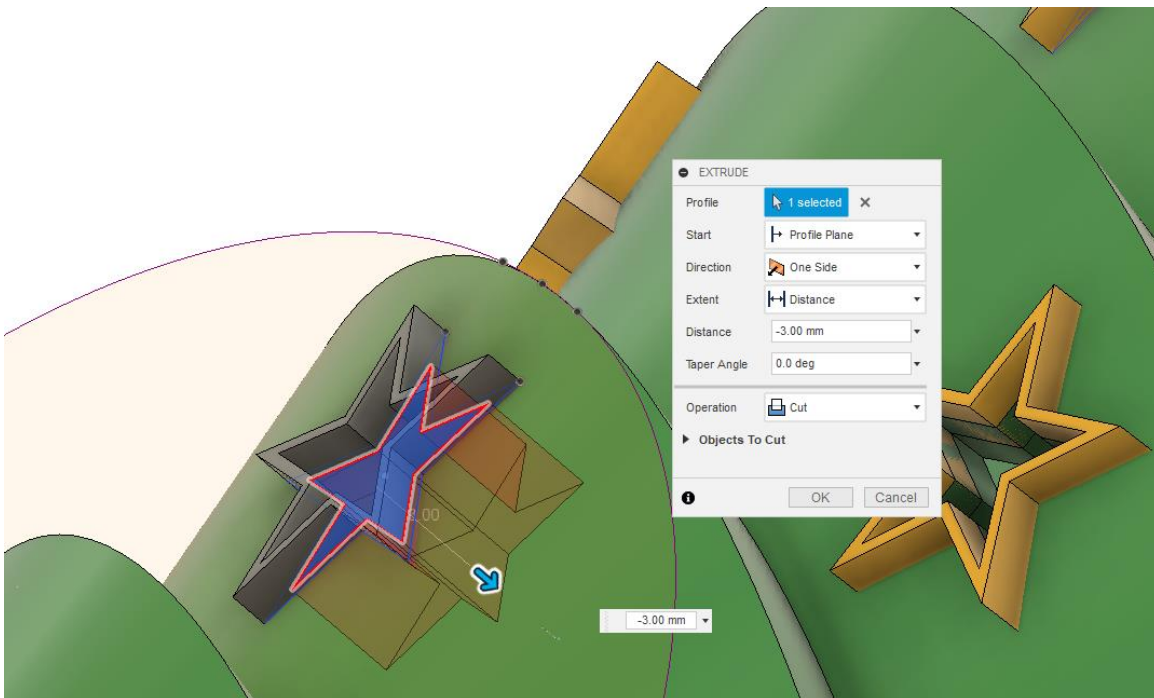 EXTRUDE
Profile 1 selected
Start Profile Plane
Direction One Side
Extent Distance
Distance -3.00 mm
Taper Angle 0.0 deg
Operation Cut
Objects To Cut
OK Cancel
-3.00 mm